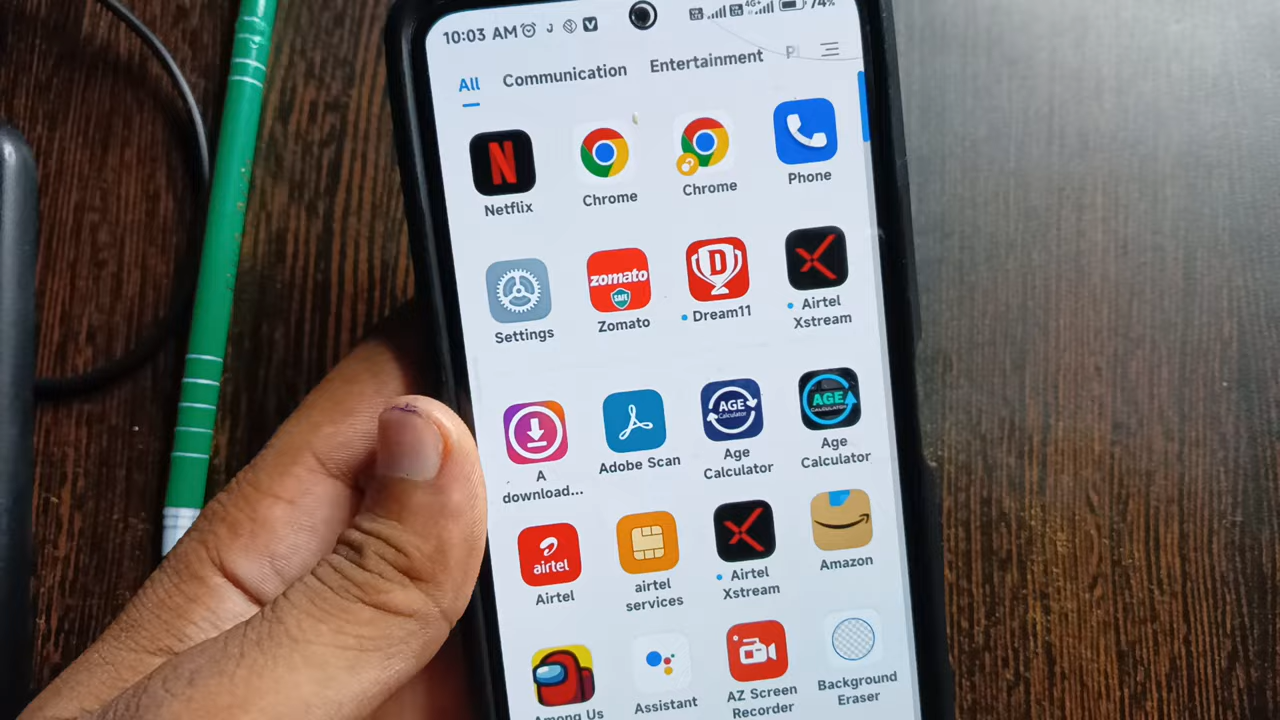 10:03 AM
4G+
74%
All Communication Entertainment
N
Netflix Chrome Chrome Phone
zomato
SAFE
D
Settings Zomato Dream11 Airtel
Xstream
AGE
Calculator
AGE
CALCULATOR
A
download... Adobe Scan Age
Calculator Age
Calculator
airtel
Airtel airtel
services Airtel
Xstream Amazon
Among Us Assistant AZ Screen
Recorder Background
Eraser